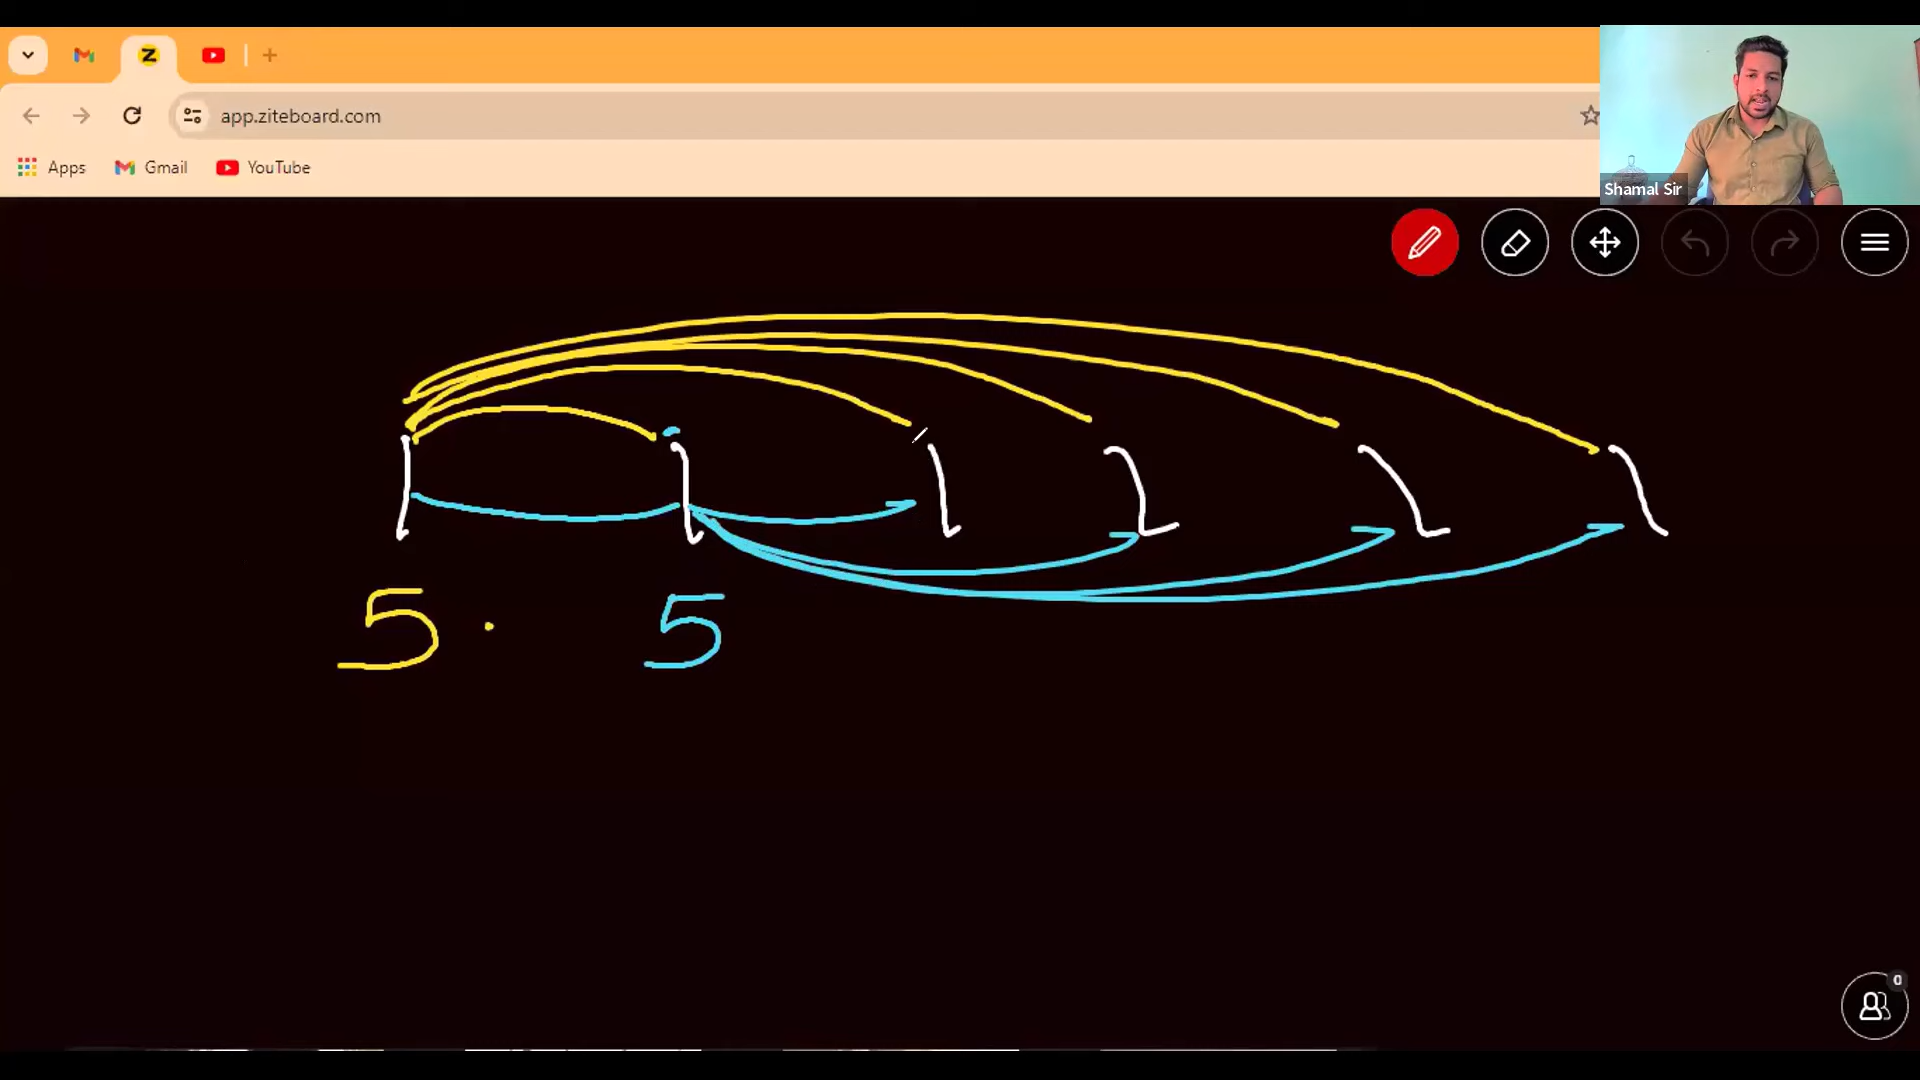 app.ziteboard.com
Apps Gmail YouTube
Shamal Sir
5 . 5
0